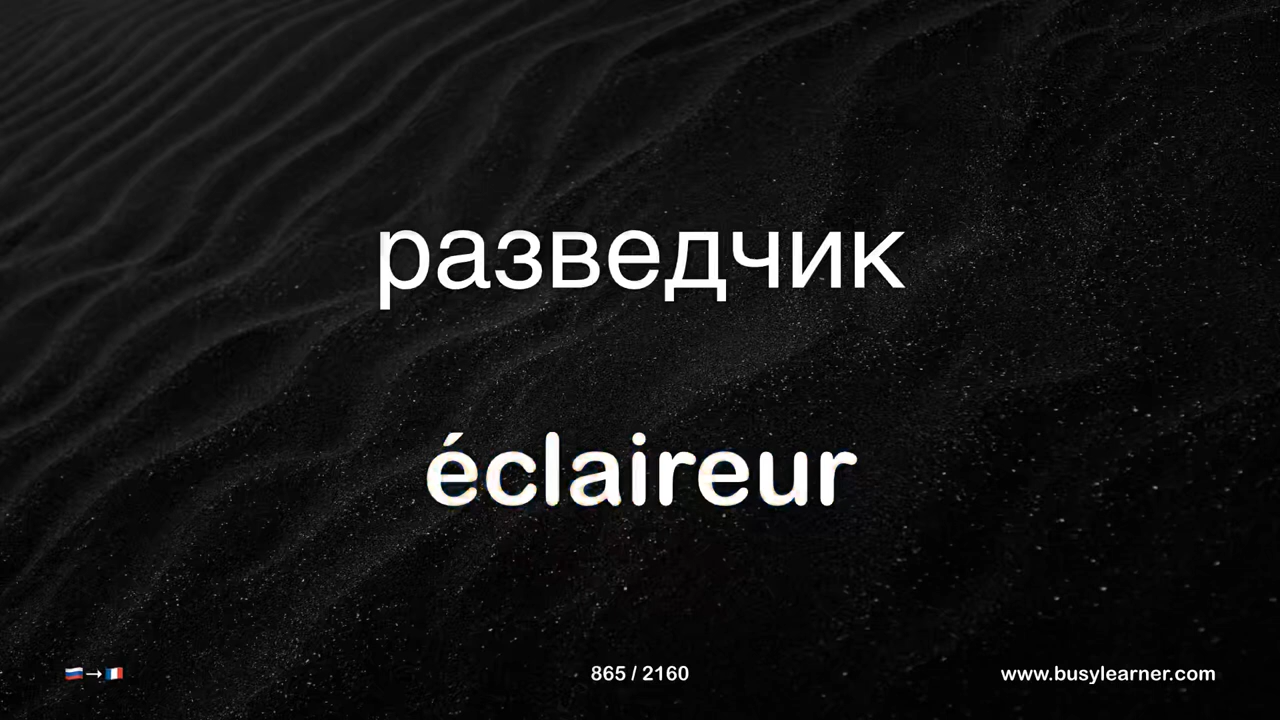 разведчик
éclaireur
🇷🇺→🇫🇷
865 / 2160
www.busylearner.com